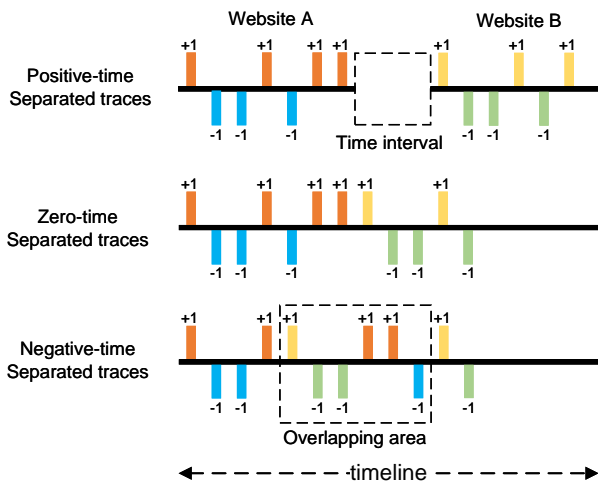 Website A Website B
+1 +1 +1 +1 +1 +1 +1
Positive-time
Separated traces
-1 -1 -1 -1 -1 -1
Time interval
+1 +1 +1 +1 +1 +1
Zero-time
Separated traces
-1 -1 -1 -1 -1 -1
+1 +1 +1 +1 +1 +1
Negative-time
Separated traces
-1 -1 -1 -1 -1 -1
Overlapping area
timeline